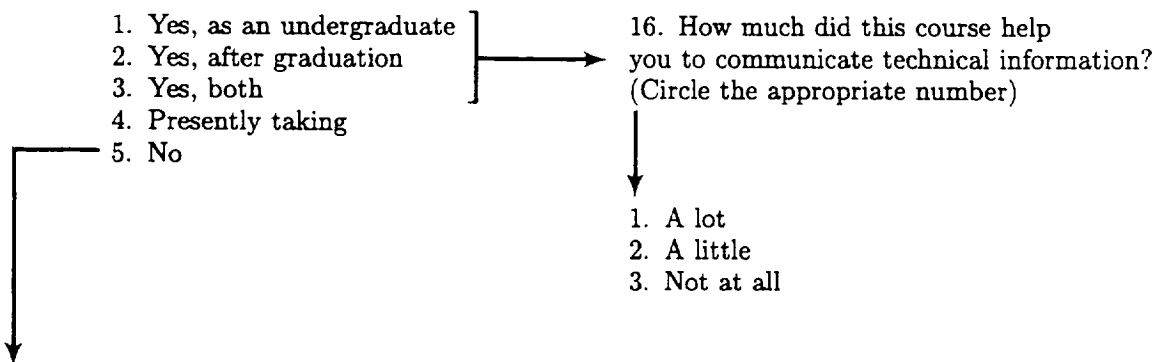 1. Yes, as an undergraduate
2. Yes, after graduation
3. Yes, both
4. Presently taking
5. No
16. How much did this course help
you to communicate technical information?
(Circle the appropriate number)
1. A lot
2. A little
3. Not at all